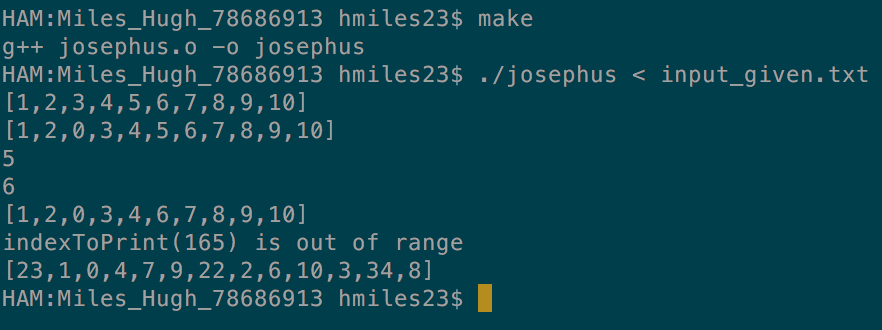 HAM:Miles_Hugh_78686913 hmiles23$ make
g++ josephus.o -o josephus
HAM:Miles_Hugh_78686913 hmiles23$ ./josephus < input_given.txt
[1,2,3,4,5,6,7,8,9,10]
[1,2,0,3,4,5,6,7,8,9,10]
5
6
[1,2,0,3,4,6,7,8,9,10]
indexToPrint(165) is out of range
[23,1,0,4,7,9,22,2,6,10,3,34,8]
HAM:Miles_Hugh_78686913 hmiles23$